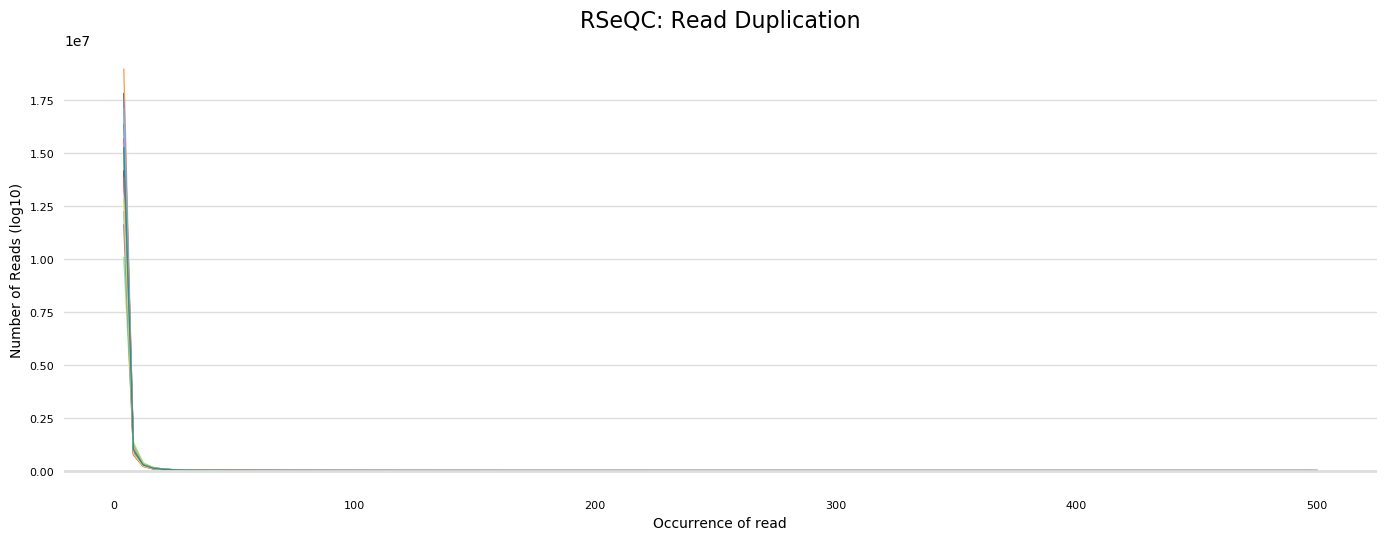 RSeQC: Read Duplication
1e7
1.75
1.50
1.25
1.00
0.75
0.50
0.25
0.00
Number of Reads (log10)
0 100 200 300 400 500
Occurrence of read